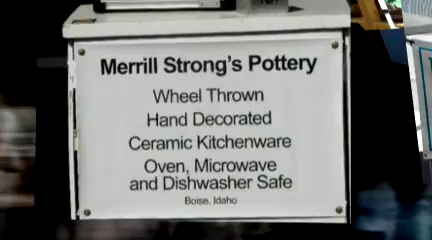 Merrill Strong's Pottery
Wheel Thrown
Hand Decorated
Ceramic Kitchenware
Oven, Microwave
and Dishwasher Safe
Boise, Idaho